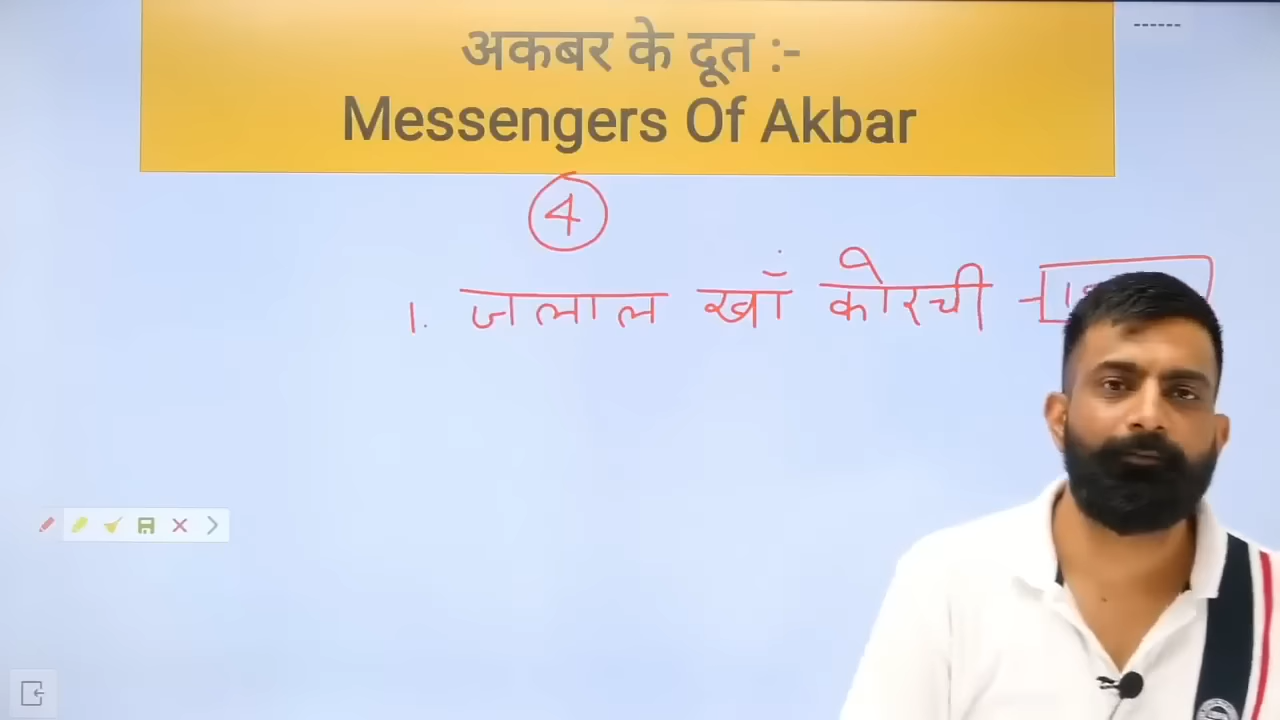 अकबर के दूत :-
Messengers Of Akbar
4
1. जलाल खाँ कोरची -